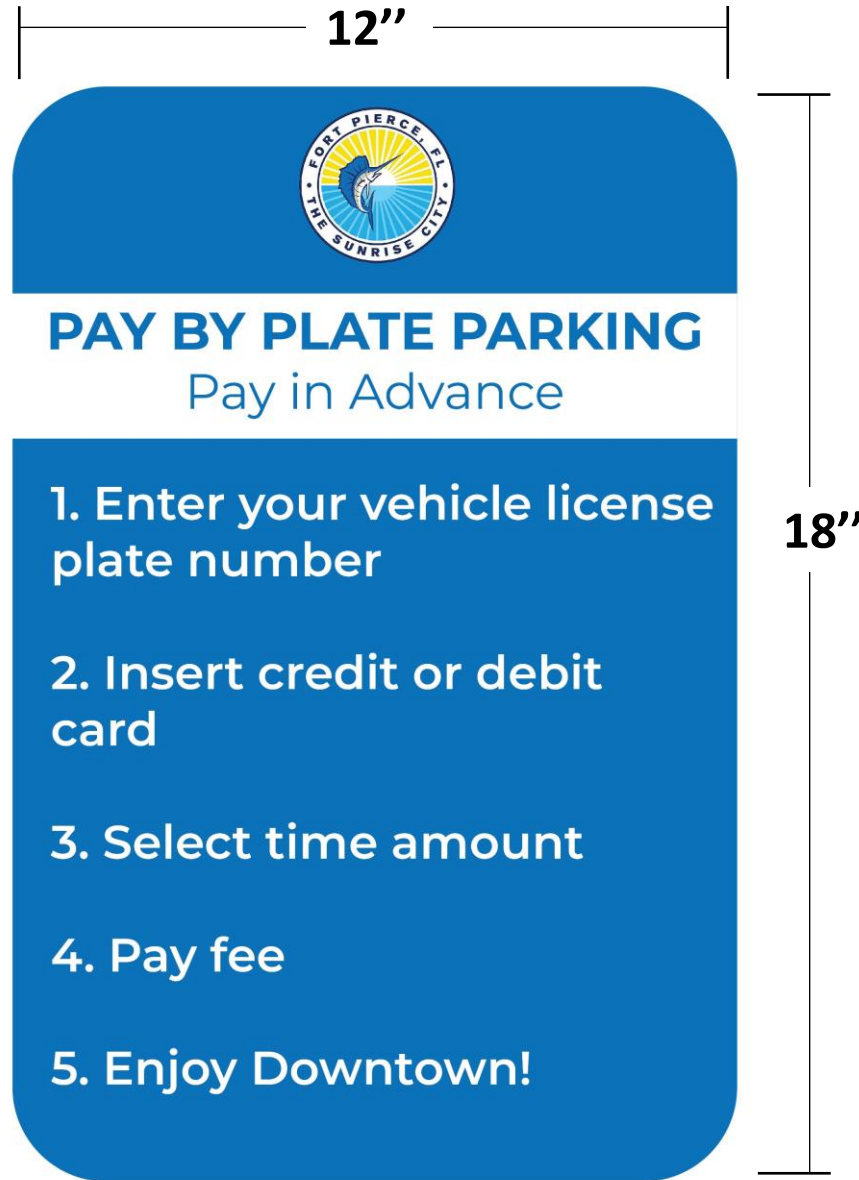 12’’
FORT PIERCE, FL
• THE SUNRISE CITY •
PAY BY PLATE PARKING
Pay in Advance
1. Enter your vehicle license
plate number
18’’
2. Insert credit or debit
card
3. Select time amount
4. Pay fee
5. Enjoy Downtown!